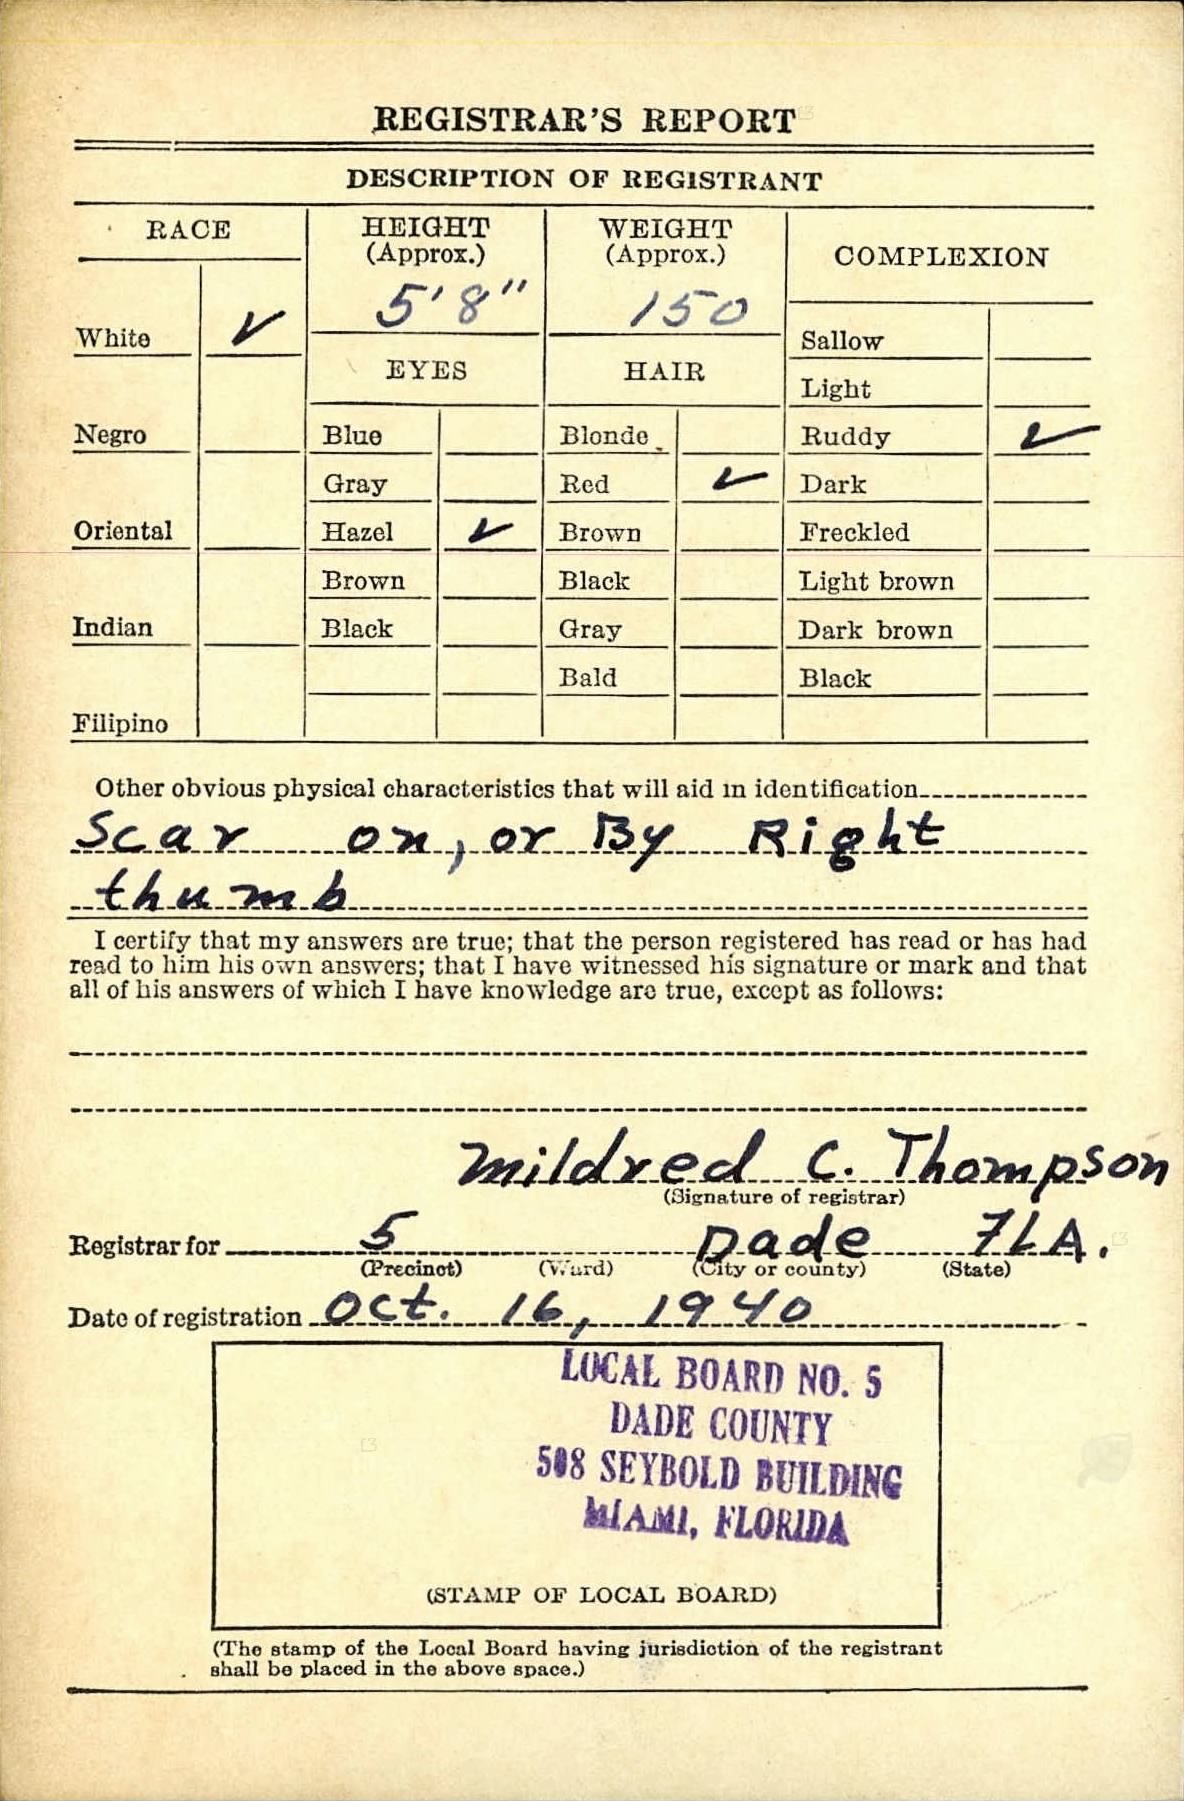 REGISTRAR'S REPORT
DESCRIPTION OF REGISTRANT
RACE
HEIGHT
(Approx.)
5'8"
WEIGHT
(Approx.)
150
COMPLEXION
White ✓
Negro
Oriental
Indian
Filipino
EYES
Blue
Gray
Hazel ✓
Brown
Black
HAIR
Blonde
Red ✓
Brown
Black
Gray
Bald
Sallow
Light
Ruddy ✓
Dark
Freckled
Light brown
Dark brown
Black
Other obvious physical characteristics that will aid in identification
Scar on, or By Right
thumb
I certify that my answers are true; that the person registered has read or has had
read to him his own answers; that I have witnessed his signature or mark and that
all of his answers of which I have knowledge are true, except as follows:
Mildred C. Thompson
(Signature of registrar)
Registrar for 5 Dade FLA.
(Precinct) (Ward) (City or county) (State)
Date of registration Oct. 16, 1940
LOCAL BOARD NO. 5
DADE COUNTY
508 SEYBOLD BUILDING
MIAMI, FLORIDA
(STAMP OF LOCAL BOARD)
(The stamp of the Local Board having jurisdiction of the registrant
shall be placed in the above space.)